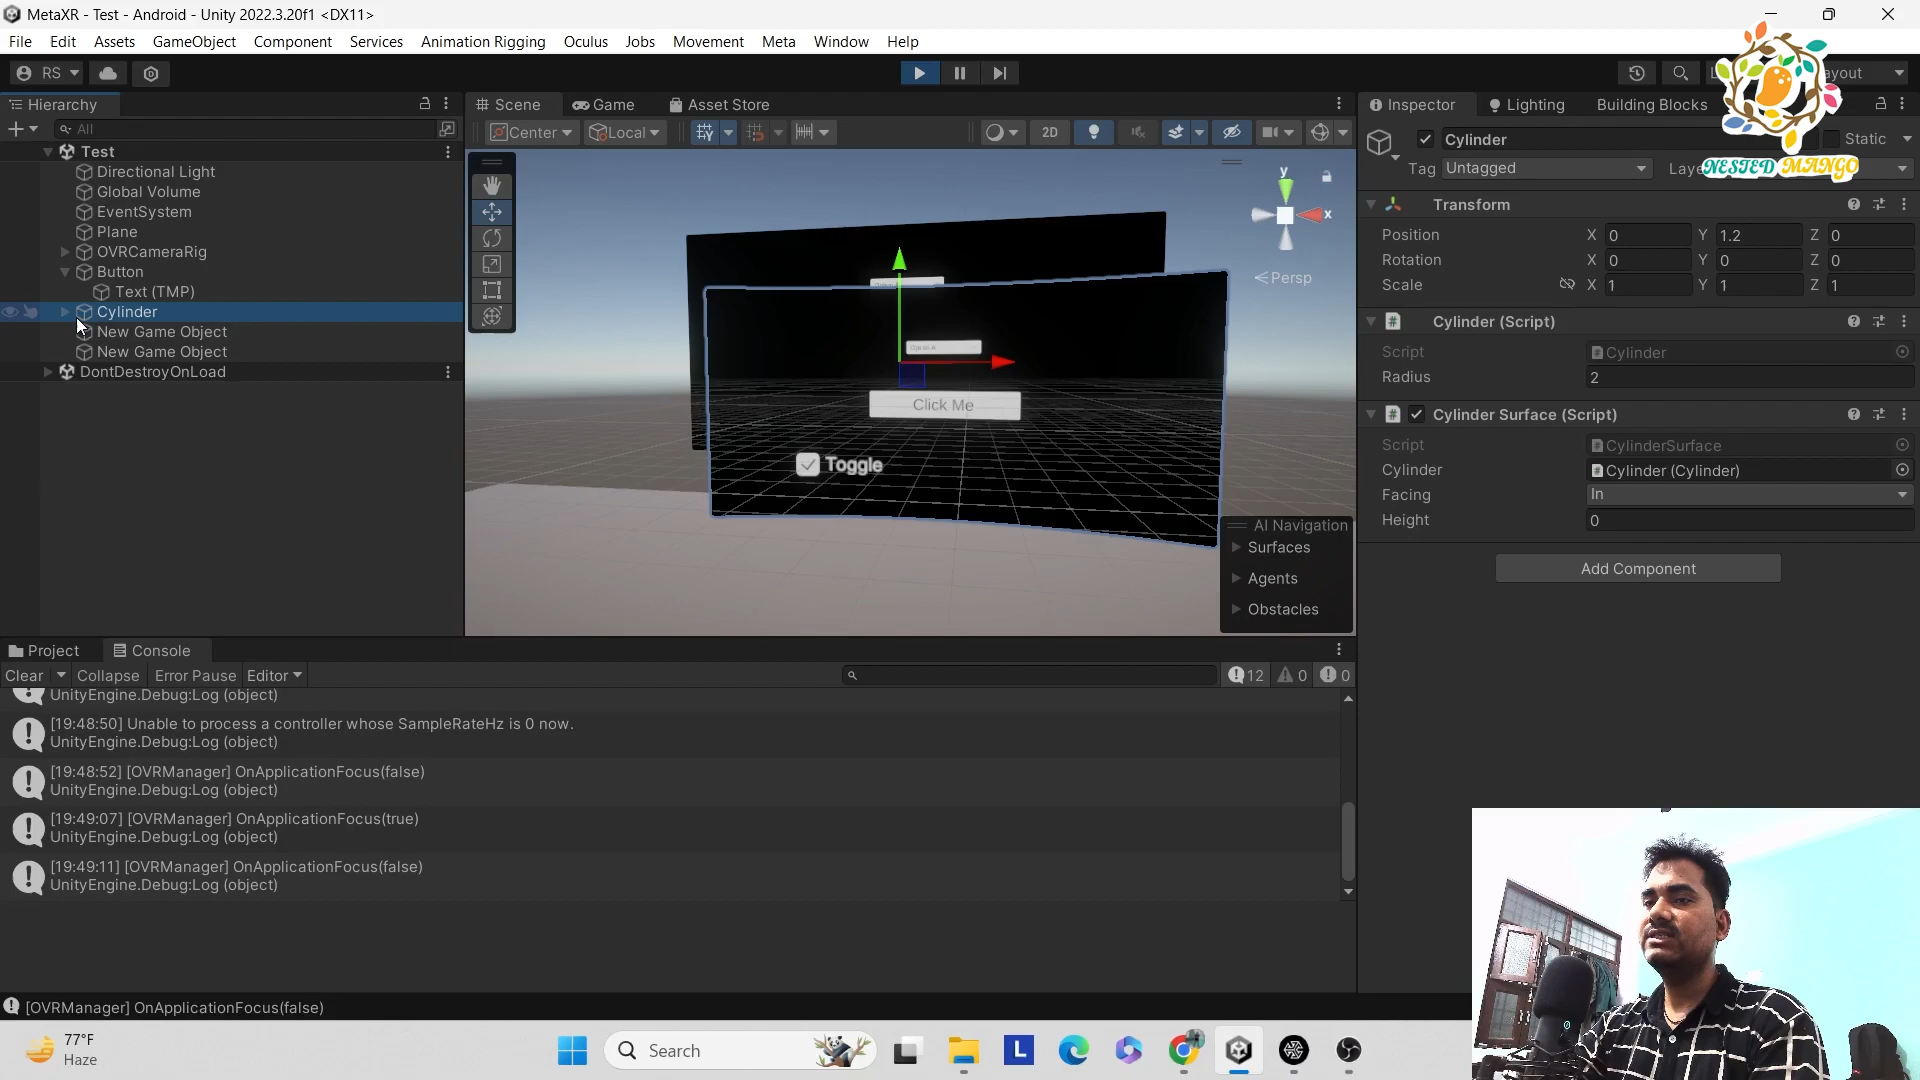 MetaXR - Test - Android - Unity 2022.3.20f1 <DX11>
File Edit Assets GameObject Component Services Animation Rigging Oculus Jobs Movement Meta Window Help
RS
ayout
Hierarchy
Scene Game Asset Store
Inspector Lighting Building Blocks
All
Center Local 2D
Cylinder Static
Tag Untagged
NESTED MANGO
Test
Directional Light
Global Volume
EventSystem
Plane
OVRCameraRig
Button
Text (TMP)
Cylinder
New Game Object
New Game Object
DontDestroyOnLoad
y
x
Persp
Click Me
Toggle
AI Navigation
Surfaces
Agents
Obstacles
Transform
Position X 0 Y 1.2 Z 0
Rotation X 0 Y 0 Z 0
Scale X 1 Y 1 Z 1
Cylinder (Script)
Script Cylinder
Radius 2
Cylinder Surface (Script)
Script CylinderSurface
Cylinder Cylinder (Cylinder)
Facing In
Height 0
Add Component
Project Console
Clear Collapse Error Pause Editor 12 0 0
UnityEngine.Debug:Log (object)
[19:48:50] Unable to process a controller whose SampleRateHz is 0 now.
UnityEngine.Debug:Log (object)
[19:48:52] [OVRManager] OnApplicationFocus(false)
UnityEngine.Debug:Log (object)
[19:49:07] [OVRManager] OnApplicationFocus(true)
UnityEngine.Debug:Log (object)
[19:49:11] [OVRManager] OnApplicationFocus(false)
UnityEngine.Debug:Log (object)
[OVRManager] OnApplicationFocus(false)
77°F
Haze
Search
L